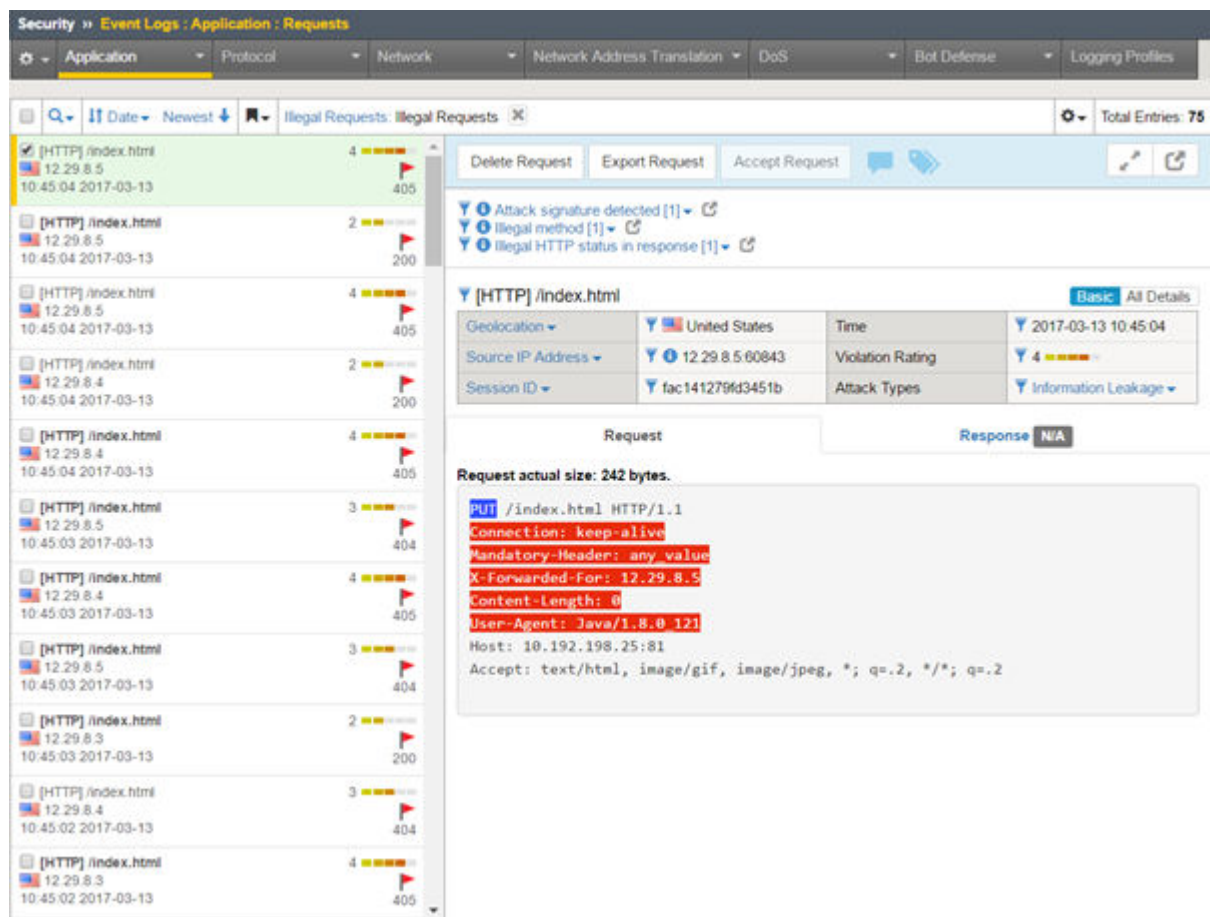 Security » Event Logs : Application : Requests
Application Protocol Network Network Address Translation DoS Bot Defense Logging Profiles
Date Newest Illegal Requests: Illegal Requests Total Entries: 75
[HTTP] /index.html 4
12.29.8.5
10:45:04 2017-03-13 405
[HTTP] /index.html 2
12.29.8.5
10:45:04 2017-03-13 200
[HTTP] /index.html 4
12.29.8.5
10:45:04 2017-03-13 405
[HTTP] /index.html 2
12.29.8.4
10:45:04 2017-03-13 200
[HTTP] /index.html 4
12.29.8.4
10:45:04 2017-03-13 405
[HTTP] /index.html 3
12.29.8.5
10:45:03 2017-03-13 404
[HTTP] /index.html 4
12.29.8.4
10:45:03 2017-03-13 405
[HTTP] /index.html 3
12.29.8.5
10:45:03 2017-03-13 404
[HTTP] /index.html 2
12.29.8.3
10:45:03 2017-03-13 200
[HTTP] /index.html 3
12.29.8.4
10:45:02 2017-03-13 404
[HTTP] /index.html 4
12.29.8.3
10:45:02 2017-03-13 405
Delete Request Export Request Accept Request
Attack signature detected [1]
Illegal method [1]
Illegal HTTP status in response [1]
[HTTP] /index.html Basic All Details
Geolocation United States Time 2017-03-13 10:45:04
Source IP Address 12.29.8.5:60843 Violation Rating 4
Session ID fac141279fd3451b Attack Types Information Leakage
Request Response N/A
Request actual size: 242 bytes.
PUT /index.html HTTP/1.1
Connection: keep-alive
Mandatory-Header: any_value
X-Forwarded-For: 12.29.8.5
Content-Length: 0
User-Agent: Java/1.8.0_121
Host: 10.192.198.25:81
Accept: text/html, image/gif, image/jpeg, *; q=.2, */*; q=.2